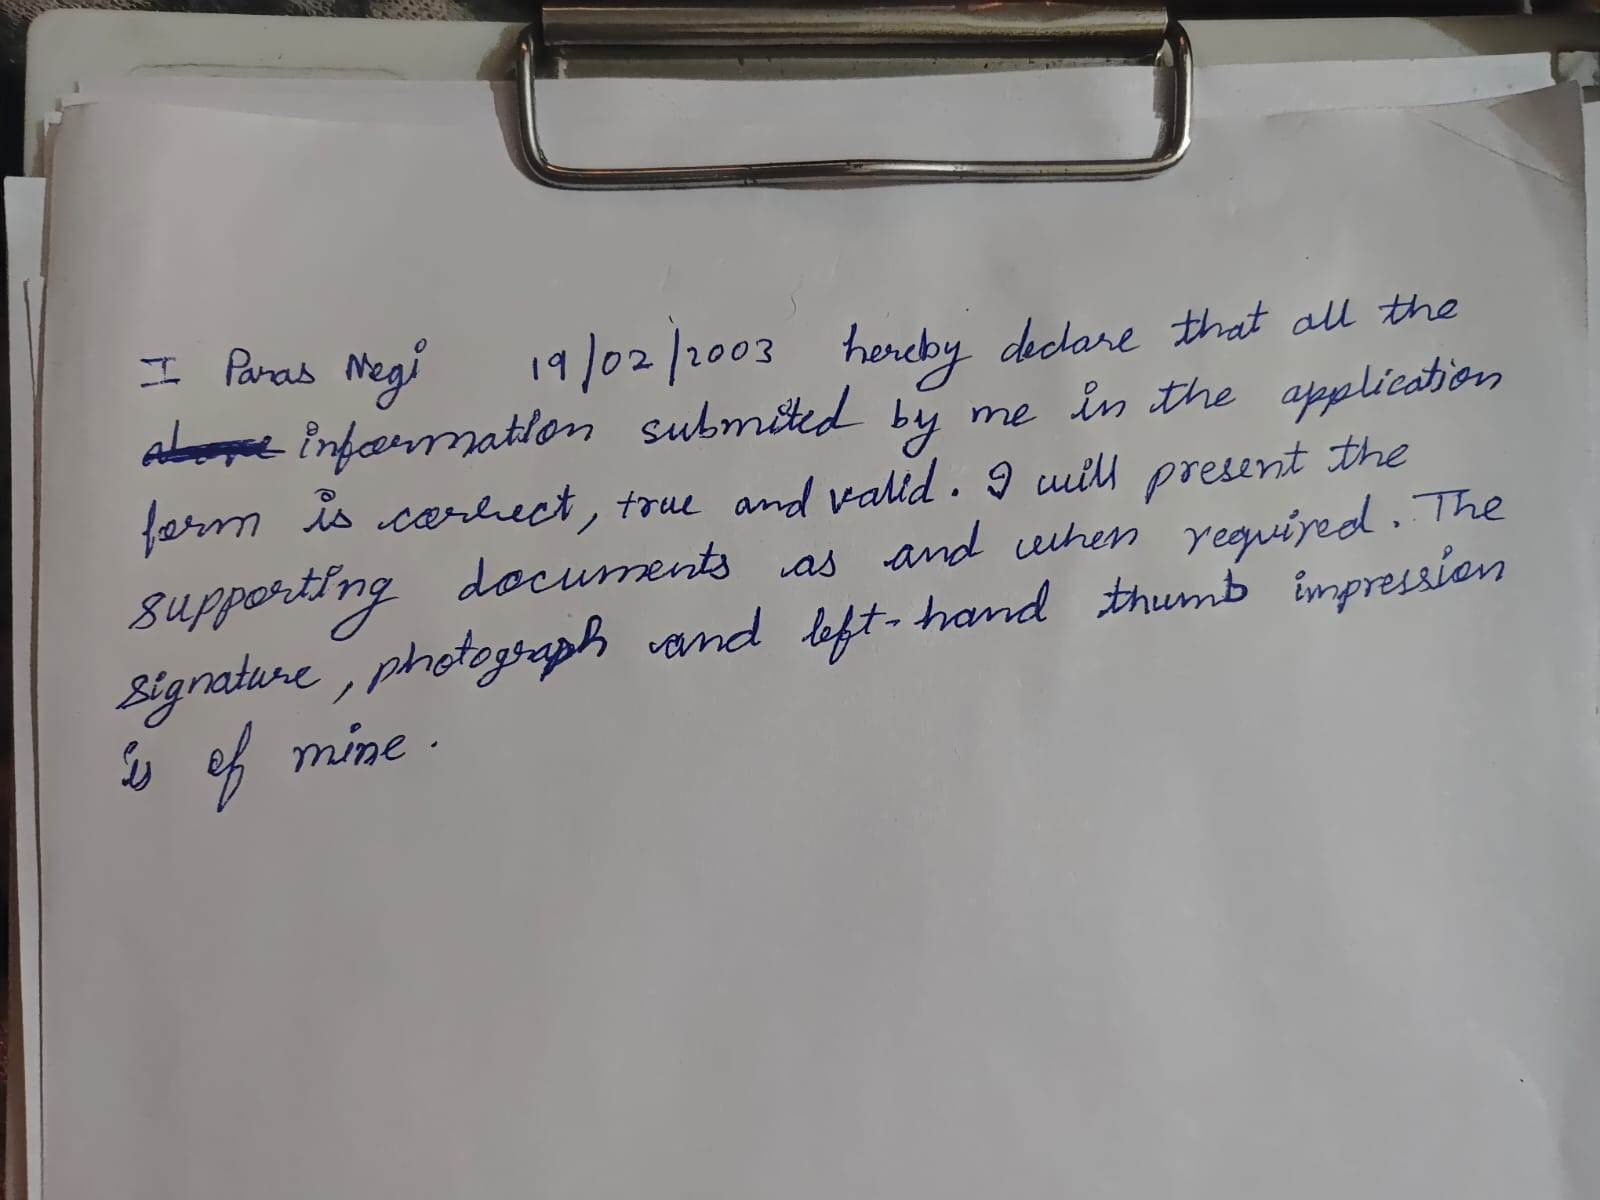 I Paras Negi 19/02/2003 hereby declare that all the
above information submited by me in the application
form is correct, true and valid. I will present the
supporting documents as and when required. The
signature, photograph and left-hand thumb impression
is of mine.